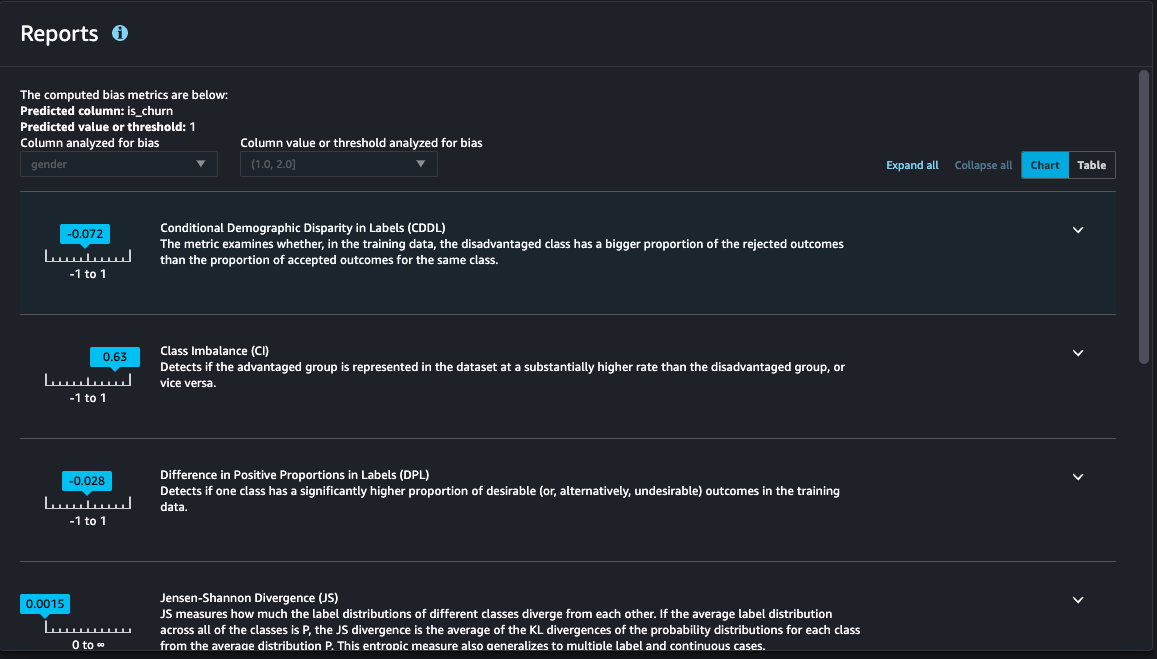 Reports
The computed bias metrics are below:
Predicted column: is_churn
Predicted value or threshold: 1
Column analyzed for bias
Column value or threshold analyzed for bias
gender
(1.0, 2.0]
Expand all
Collapse all
Chart
Table
-0.072
-1 to 1
Conditional Demographic Disparity in Labels (CDDL)
The metric examines whether, in the training data, the disadvantaged class has a bigger proportion of the rejected outcomes
than the proportion of accepted outcomes for the same class.
0.63
-1 to 1
Class Imbalance (CI)
Detects if the advantaged group is represented in the dataset at a substantially higher rate than the disadvantaged group, or
vice versa.
-0.028
-1 to 1
Difference in Positive Proportions in Labels (DPL)
Detects if one class has a significantly higher proportion of desirable (or, alternatively, undesirable) outcomes in the training
data.
0.0015
0 to ∞
Jensen-Shannon Divergence (JS)
JS measures how much the label distributions of different classes diverge from each other. If the average label distribution
across all of the classes is P, the JS divergence is the average of the KL divergences of the probability distributions for each class
from the average distribution P. This entropic measure also generalizes to multiple label and continuous cases.